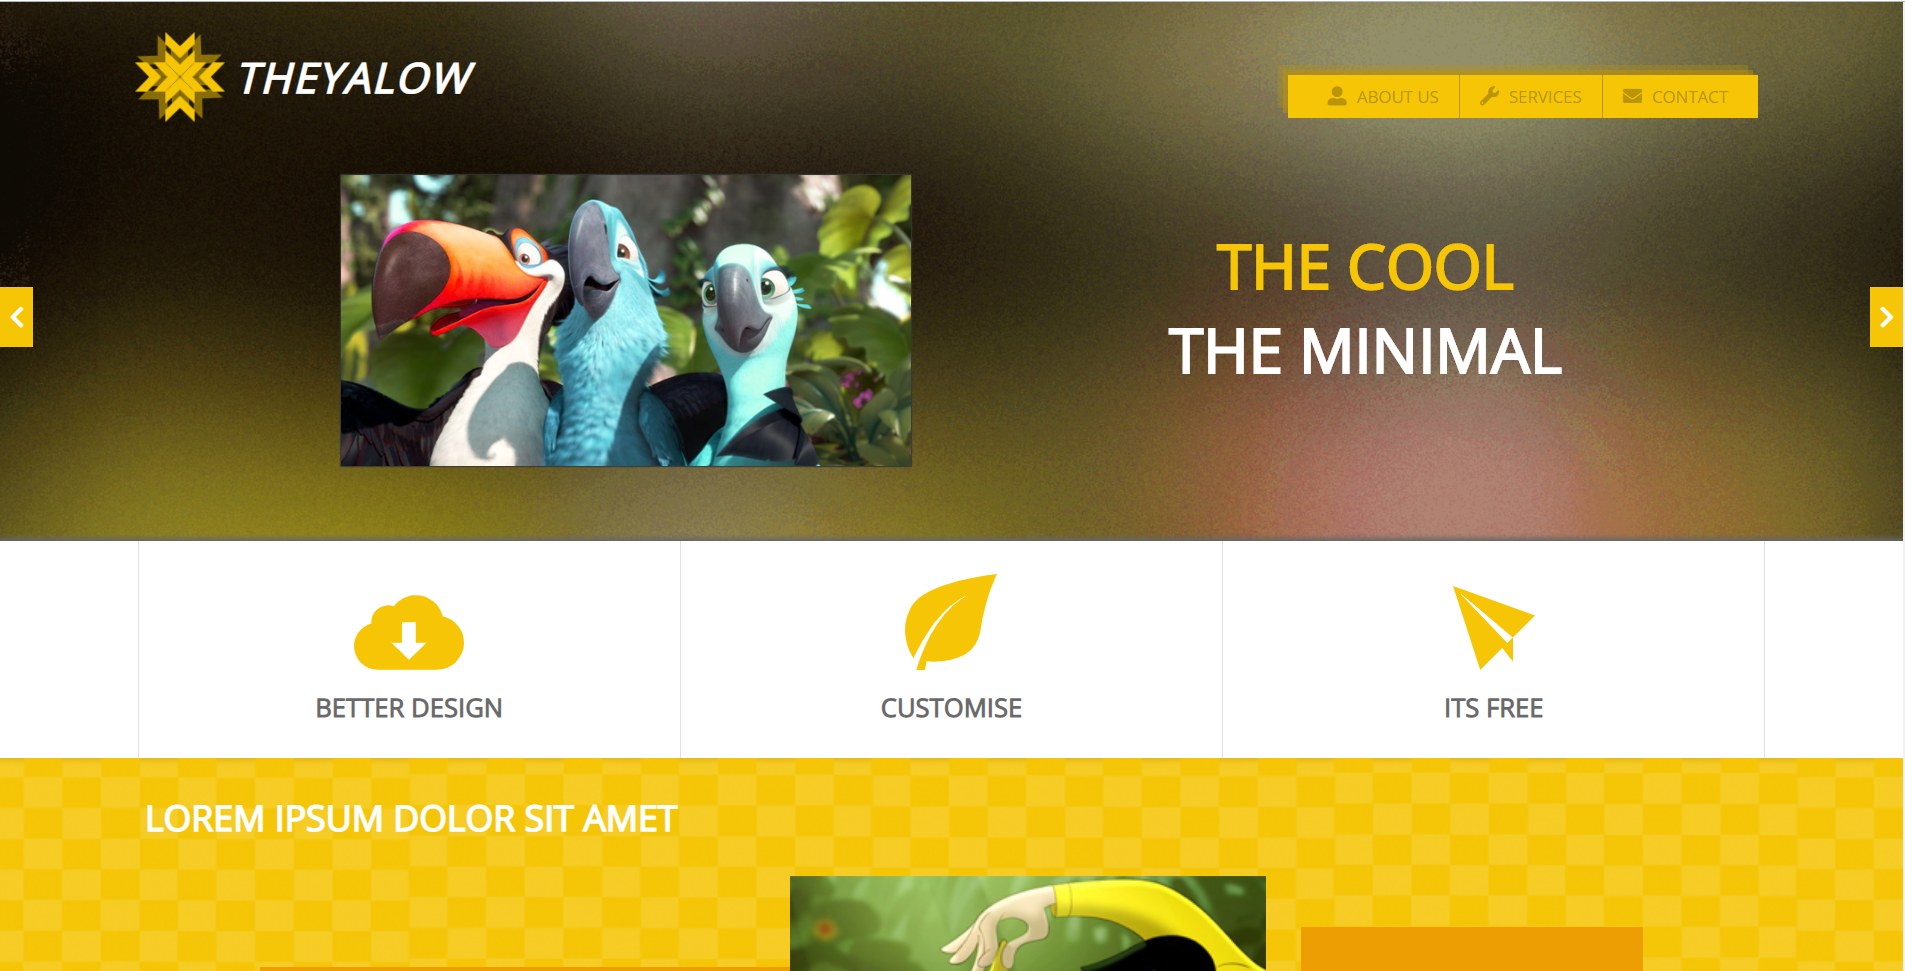 THEYALOW
ABOUT US
SERVICES
CONTACT
THE COOL
THE MINIMAL
BETTER DESIGN
CUSTOMISE
ITS FREE
LOREM IPSUM DOLOR SIT AMET